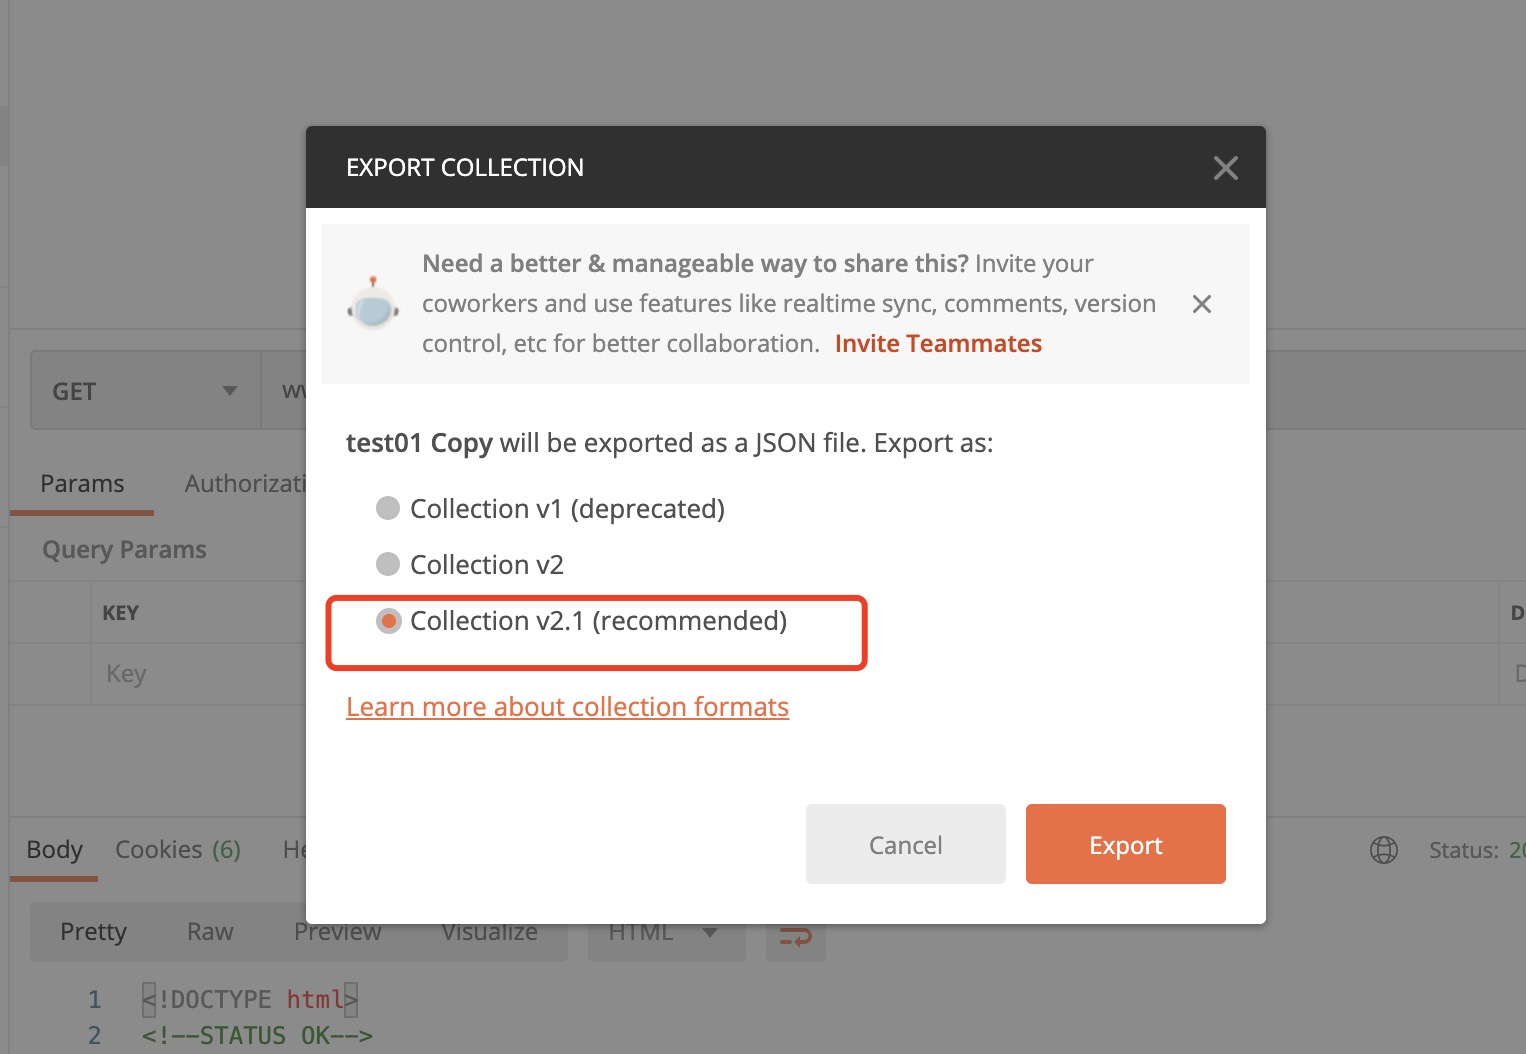 EXPORT COLLECTION
Need a better & manageable way to share this? Invite your
coworkers and use features like realtime sync, comments, version
control, etc for better collaboration. Invite Teammates
GET
test01 Copy will be exported as a JSON file. Export as:
Params
Collection v1 (deprecated)
Query Params
Collection v2
KEY
Collection v2.1 (recommended)
Key
Learn more about collection formats
Cancel
Export
Body
Cookies (6)
Status:
Pretty
Raw
Preview
Visualize
HTML
1 <!DOCTYPE html>
2 <!--STATUS OK-->